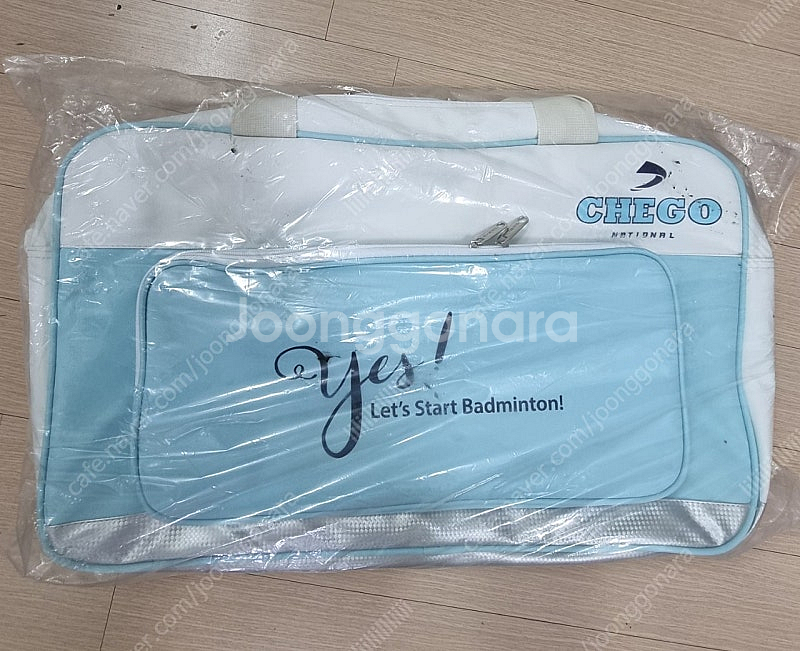 CHEGO
NATIONAL
Joonggonara
Yes!
Let's Start Badminton!
cafe.naver.com/joonggonara